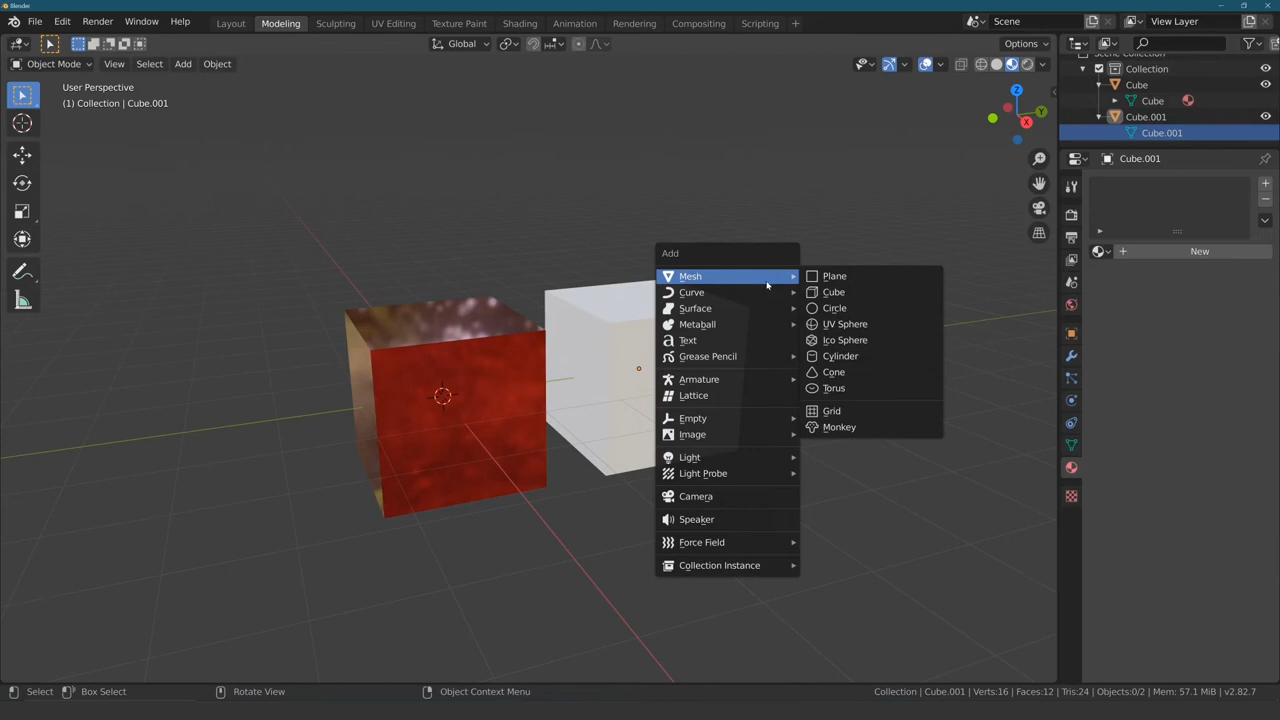 Blender
File Edit Render Window Help Layout Modeling Sculpting UV Editing Texture Paint Shading Animation Rendering Compositing Scripting + Scene View Layer
Global Options
Object Mode View Select Add Object
User Perspective
(1) Collection | Cube.001
Z
Y
X
Scene Collection
Collection
Cube
Cube
Cube.001
Cube.001
Cube.001
New
Add
Mesh
Curve
Surface
Metaball
Text
Grease Pencil
Armature
Lattice
Empty
Image
Light
Light Probe
Camera
Speaker
Force Field
Collection Instance
Plane
Cube
Circle
UV Sphere
Ico Sphere
Cylinder
Cone
Torus
Grid
Monkey
Select Box Select Rotate View Object Context Menu Collection | Cube.001 | Verts:16 | Faces:12 | Tris:24 | Objects:0/2 | Mem: 57.1 MiB | v2.82.7